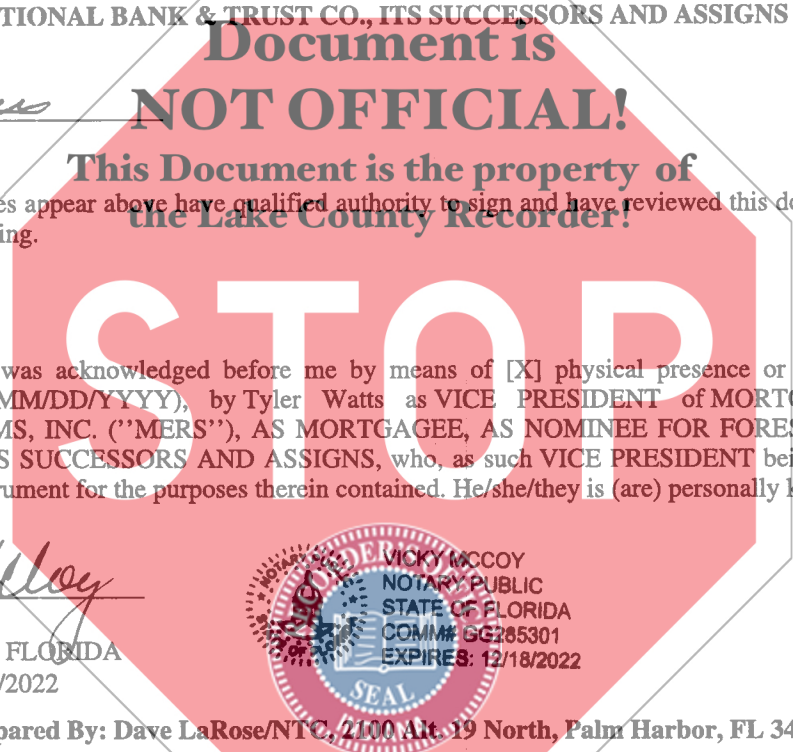 TIONAL BANK & TRUST CO., ITS SUCCESSORS AND ASSIGNS
Document is
NOT OFFICIAL!
This Document is the property of
es appear above have qualified authority to sign and have reviewed this do
the Lake County Recorder!
ing.
STOP
was acknowledged before me by means of [X] physical presence or
MM/DD/YYYY), by Tyler Watts as VICE PRESIDENT of MORTG
MS, INC. (''MERS''), AS MORTGAGEE, AS NOMINEE FOR FORES
S SUCCESSORS AND ASSIGNS, who, as such VICE PRESIDENT bei
rument for the purposes therein contained. He/she/they is (are) personally k
VICKY MCCOY
NOTARY PUBLIC
STATE OF FLORIDA
COMM# GG285301
EXPIRES: 12/18/2022
FLORIDA
/2022
SEAL
pared By: Dave LaRose/NTC, 2100 Alt. 19 North, Palm Harbor, FL 34